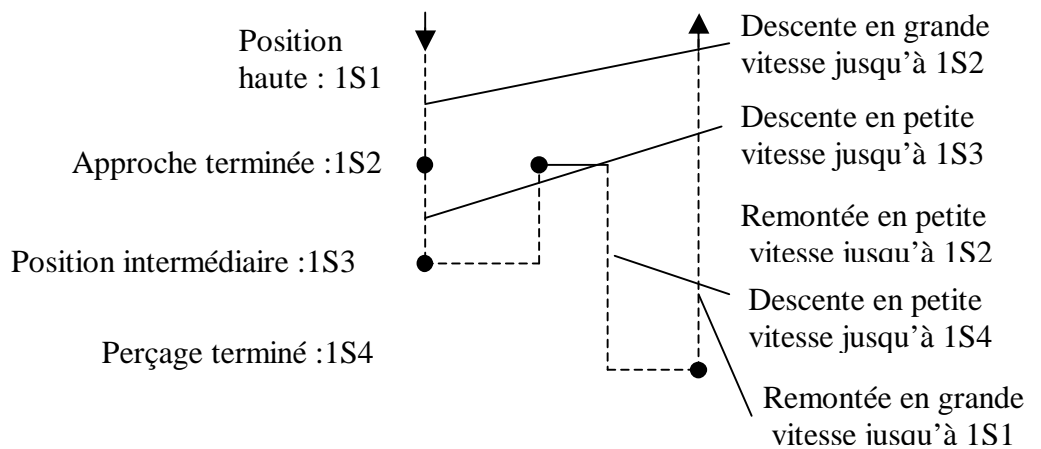 Position
haute : 1S1
Approche terminée :1S2
Position intermédiaire :1S3
Perçage terminé :1S4
Descente en grande
vitesse jusqu’à 1S2
Descente en petite
vitesse jusqu’à 1S3
Remontée en petite
vitesse jusqu’à 1S2
Descente en petite
vitesse jusqu’à 1S4
Remontée en grande
vitesse jusqu’à 1S1